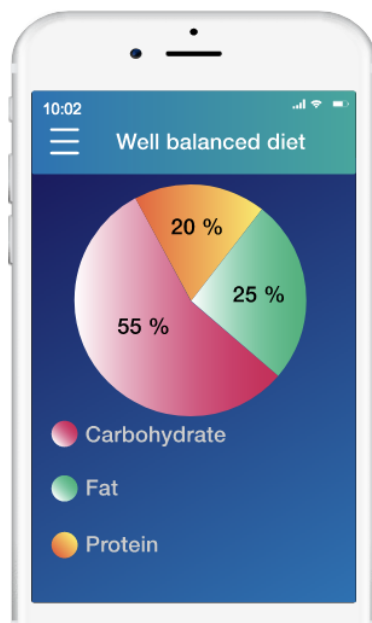 10:02
Well balanced diet
20 %
25 %
55 %
Carbohydrate
Fat
Protein